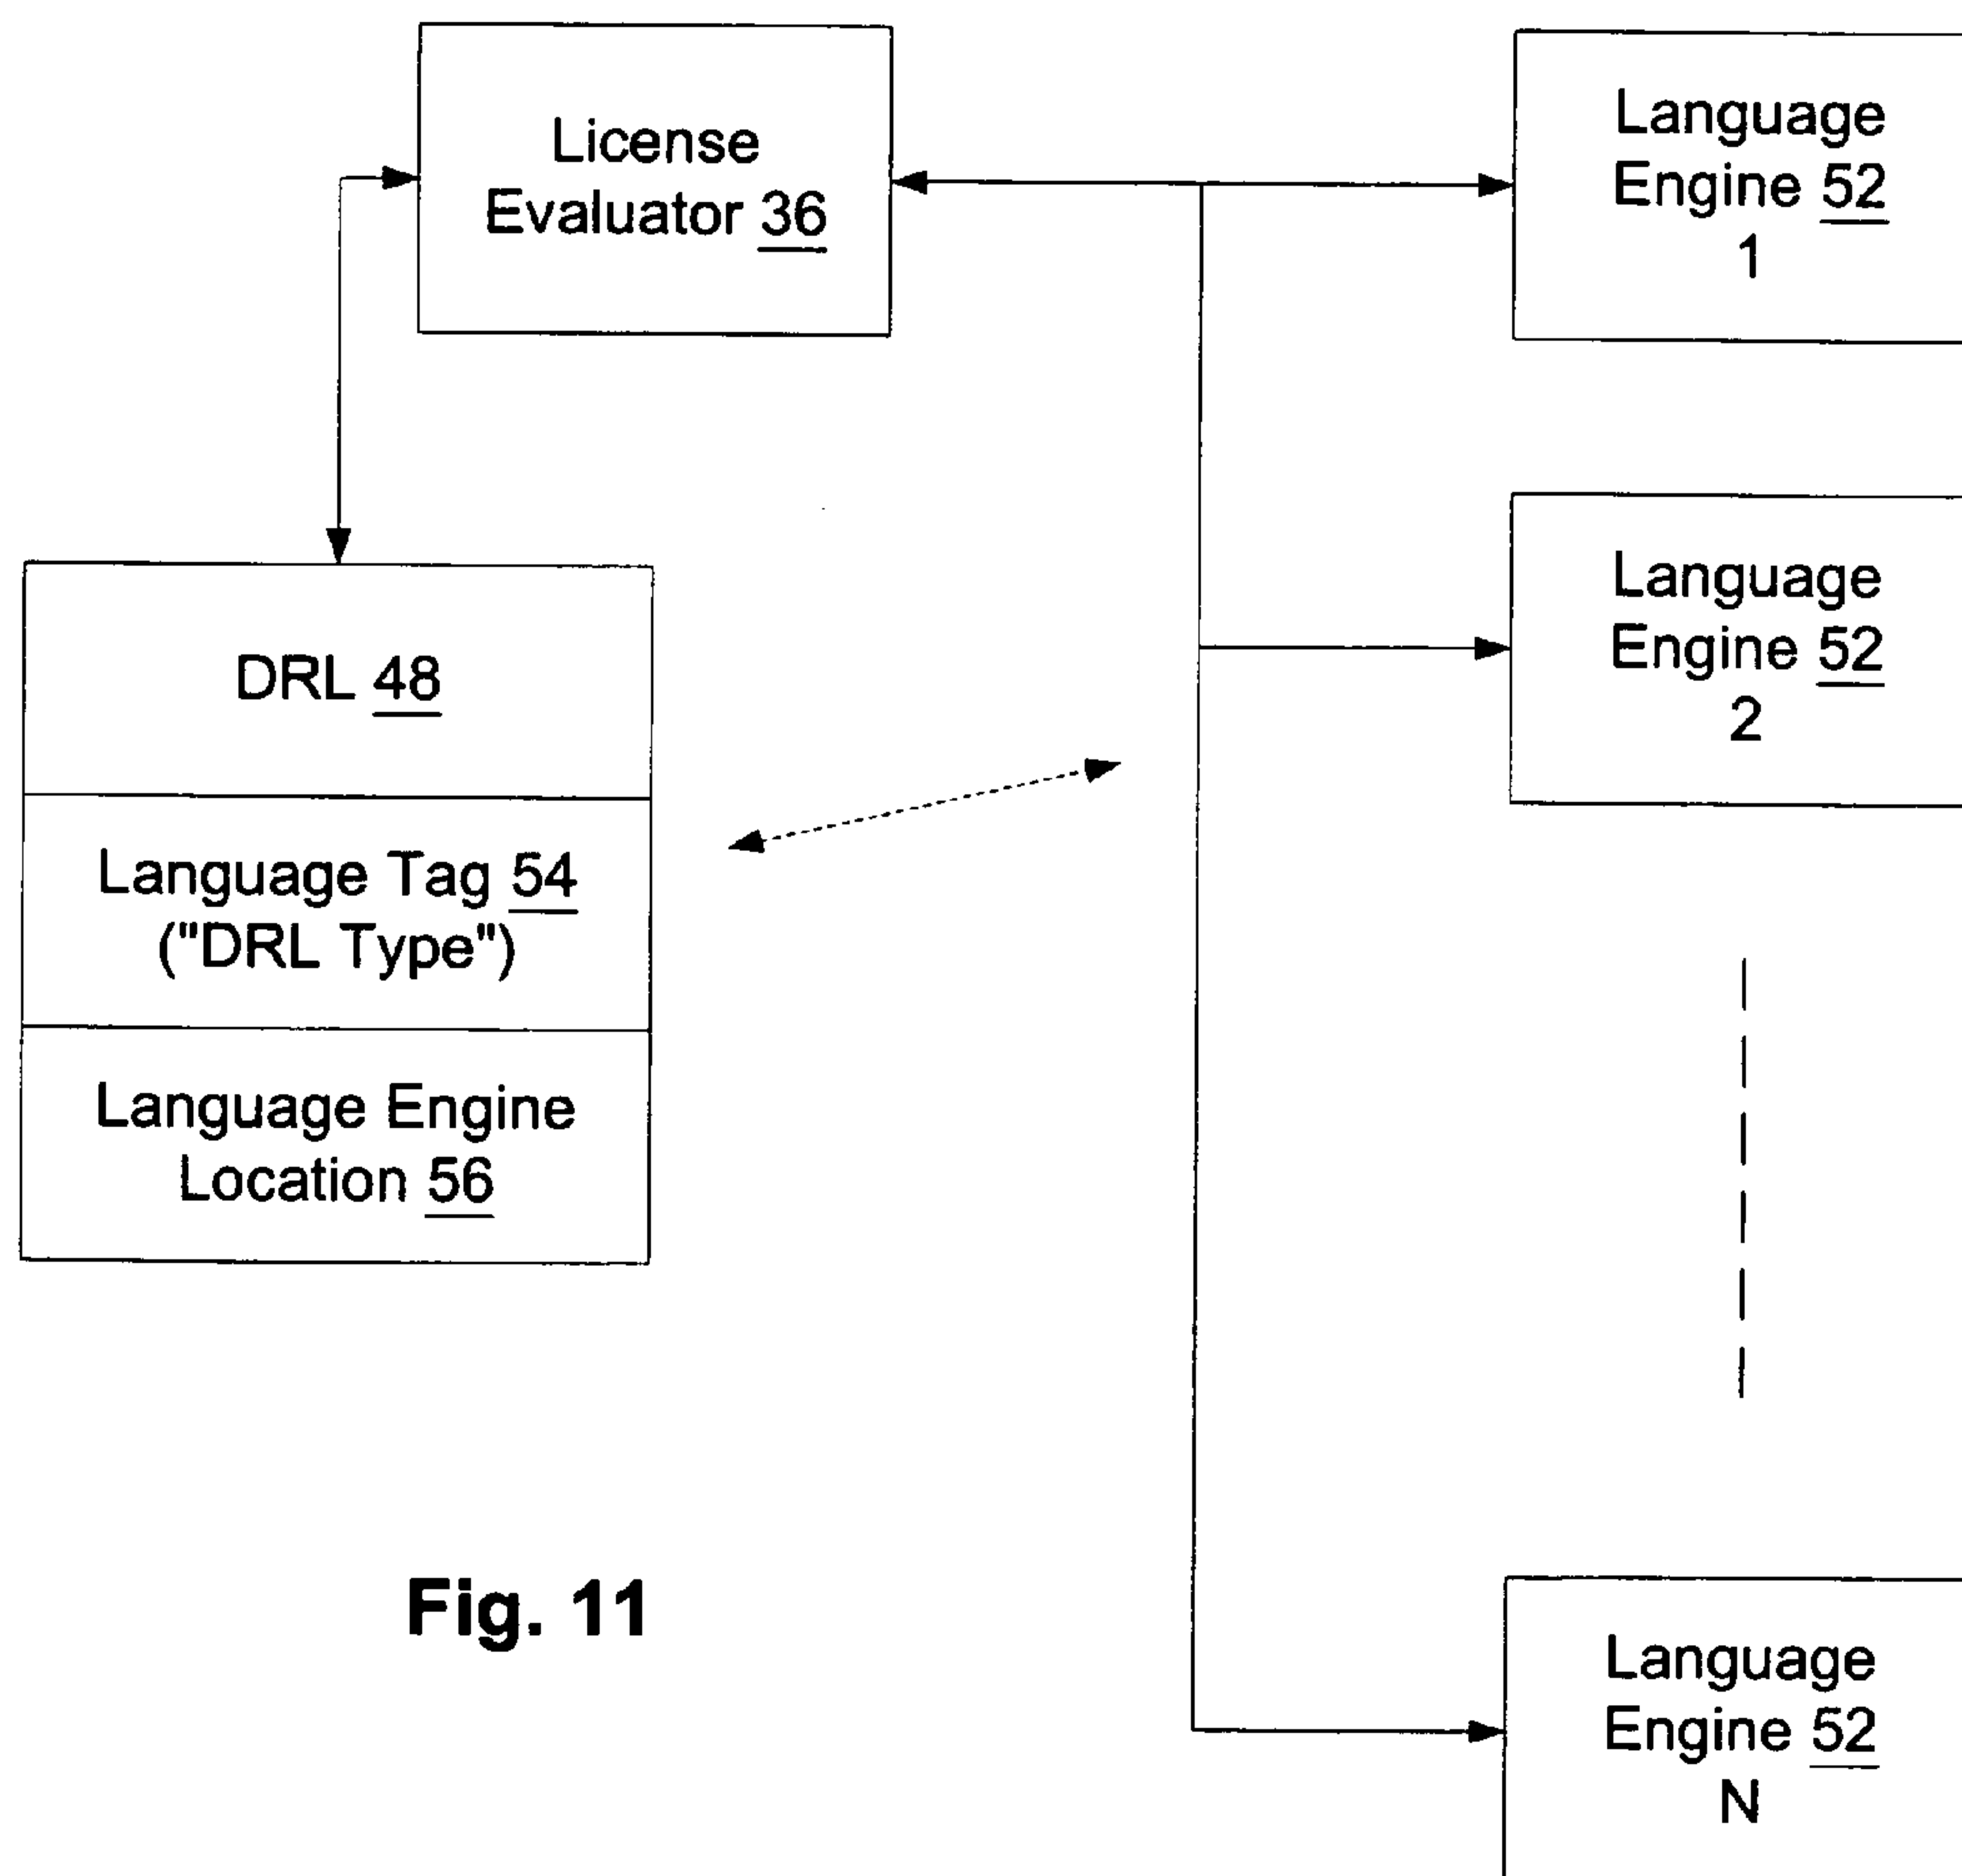 License
Evaluator 36
Language
Engine 52
1
Language
Engine 52
2
DRL 48
Language Tag 54
("DRL Type")
Language Engine
Location 56
Fig. 11
Language
Engine 52
N